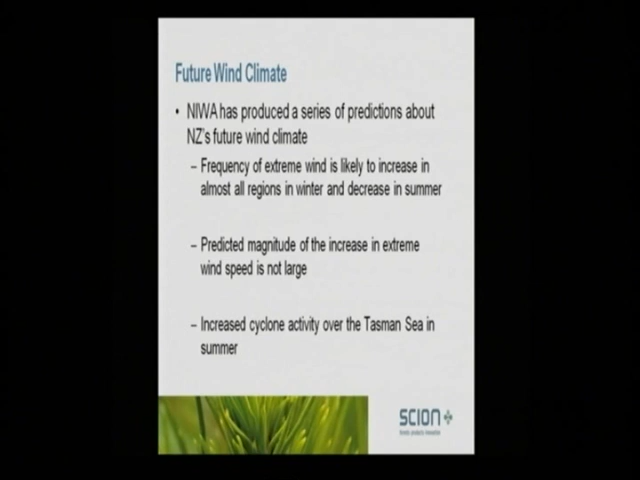 Future Wind Climate
• NIWA has produced a series of predictions about
NZ's future wind climate
– Frequency of extreme wind is likely to increase in
almost all regions in winter and decrease in summer
– Predicted magnitude of the increase in extreme
wind speed is not large
– Increased cyclone activity over the Tasman Sea in
summer
SCION